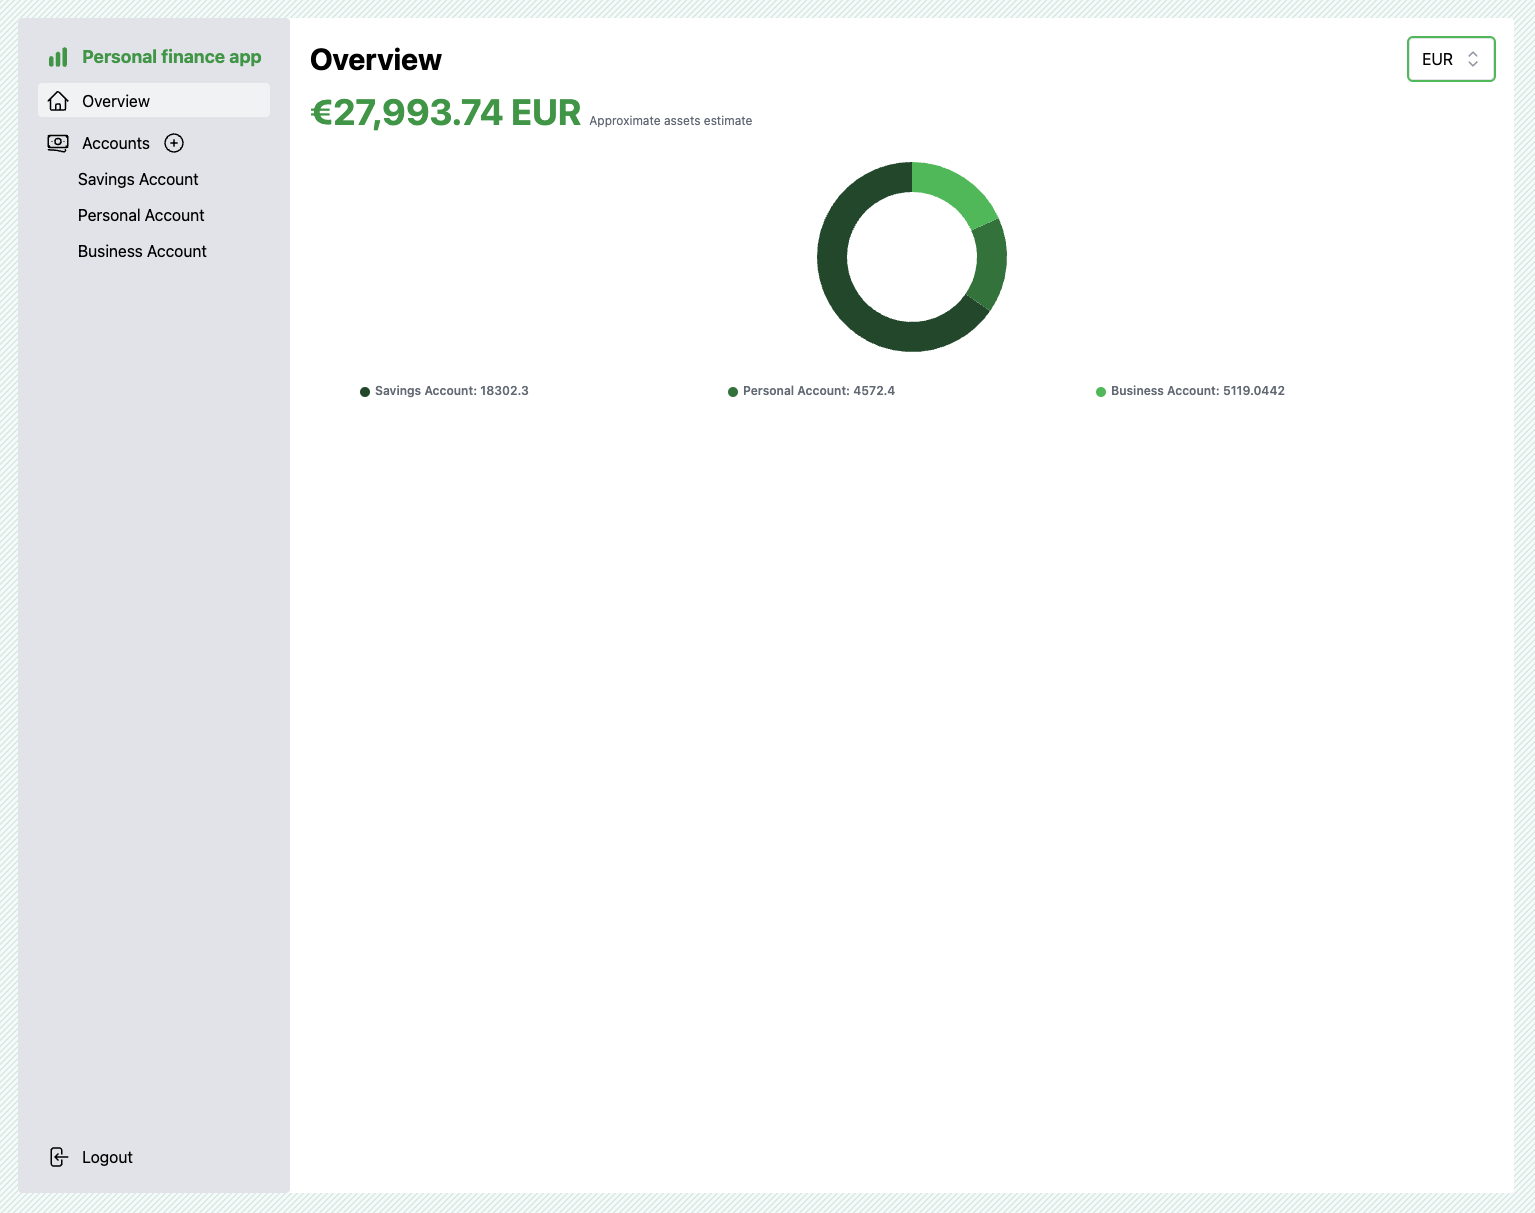 Personal finance app
Overview
Accounts
Savings Account
Personal Account
Business Account
Logout
Overview
EUR
€27,993.74 EUR Approximate assets estimate
Savings Account: 18302.3
Personal Account: 4572.4
Business Account: 5119.0442